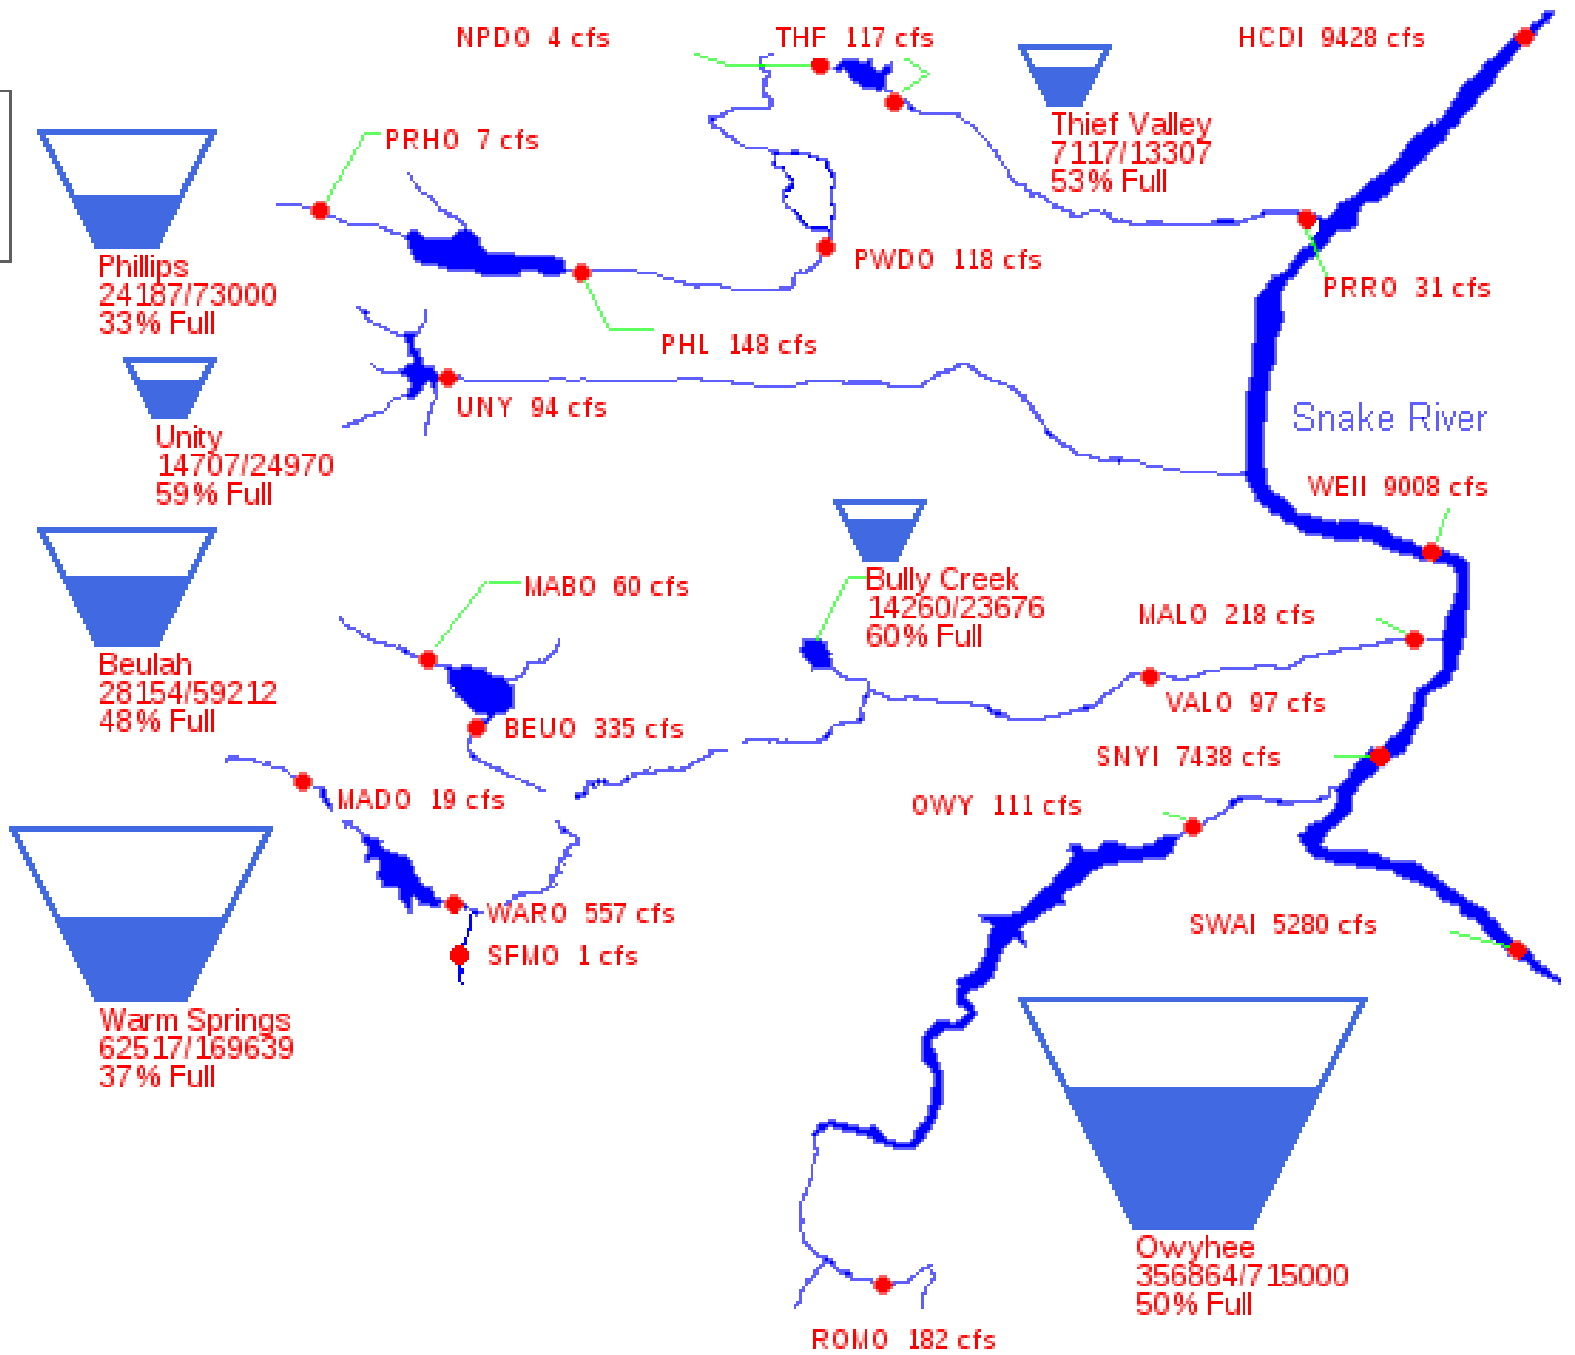 NPDO 4 cfs
THF 117 cfs
HCDI 9428 cfs
Thief Valley
7117/13307
53% Full
PRHO 7 cfs
Phillips
24187/73000
33% Full
PWDO 118 cfs
PRRO 31 cfs
PHL 148 cfs
Unity
14707/24970
59% Full
UNY 94 cfs
Snake River
WEII 9008 cfs
Bully Creek
14260/23676
60% Full
MABO 60 cfs
MALO 218 cfs
Beulah
28154/59212
48% Full
BEUO 335 cfs
VALO 97 cfs
SNYI 7438 cfs
MADO 19 cfs
OWY 111 cfs
WARO 557 cfs
SWAI 5280 cfs
SFMO 1 cfs
Warm Springs
62517/169639
37% Full
Owyhee
356864/715000
50% Full
ROMO 182 cfs